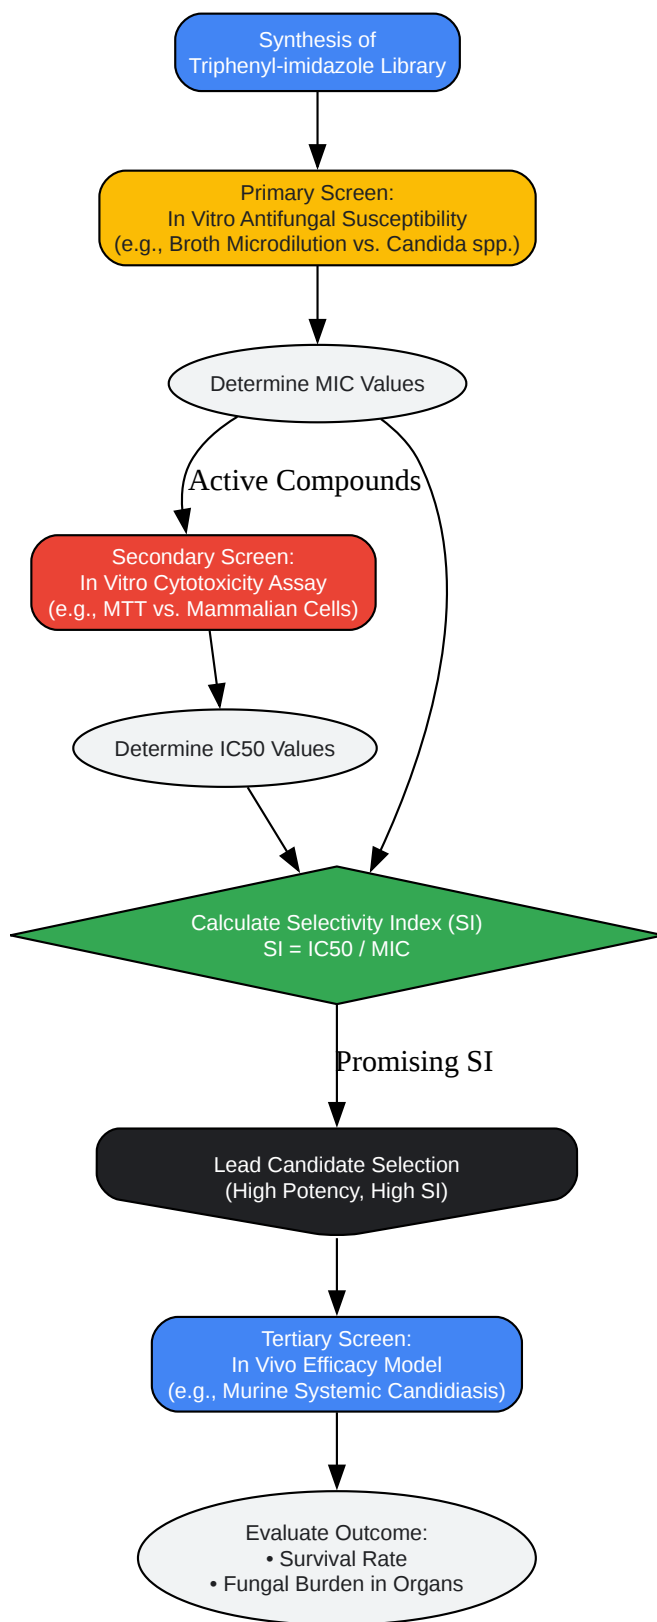 Synthesis of
Triphenyl-imidazole Library
Primary Screen:
In Vitro Antifungal Susceptibility
(e.g., Broth Microdilution vs. Candida spp.)
Determine MIC Values
Active Compounds
Secondary Screen:
In Vitro Cytotoxicity Assay
(e.g., MTT vs. Mammalian Cells)
Determine IC50 Values
Calculate Selectivity Index (SI)
SI = IC50 / MIC
Promising SI
Lead Candidate Selection
(High Potency, High SI)
Tertiary Screen:
In Vivo Efficacy Model
(e.g., Murine Systemic Candidiasis)
Evaluate Outcome:
• Survival Rate
• Fungal Burden in Organs